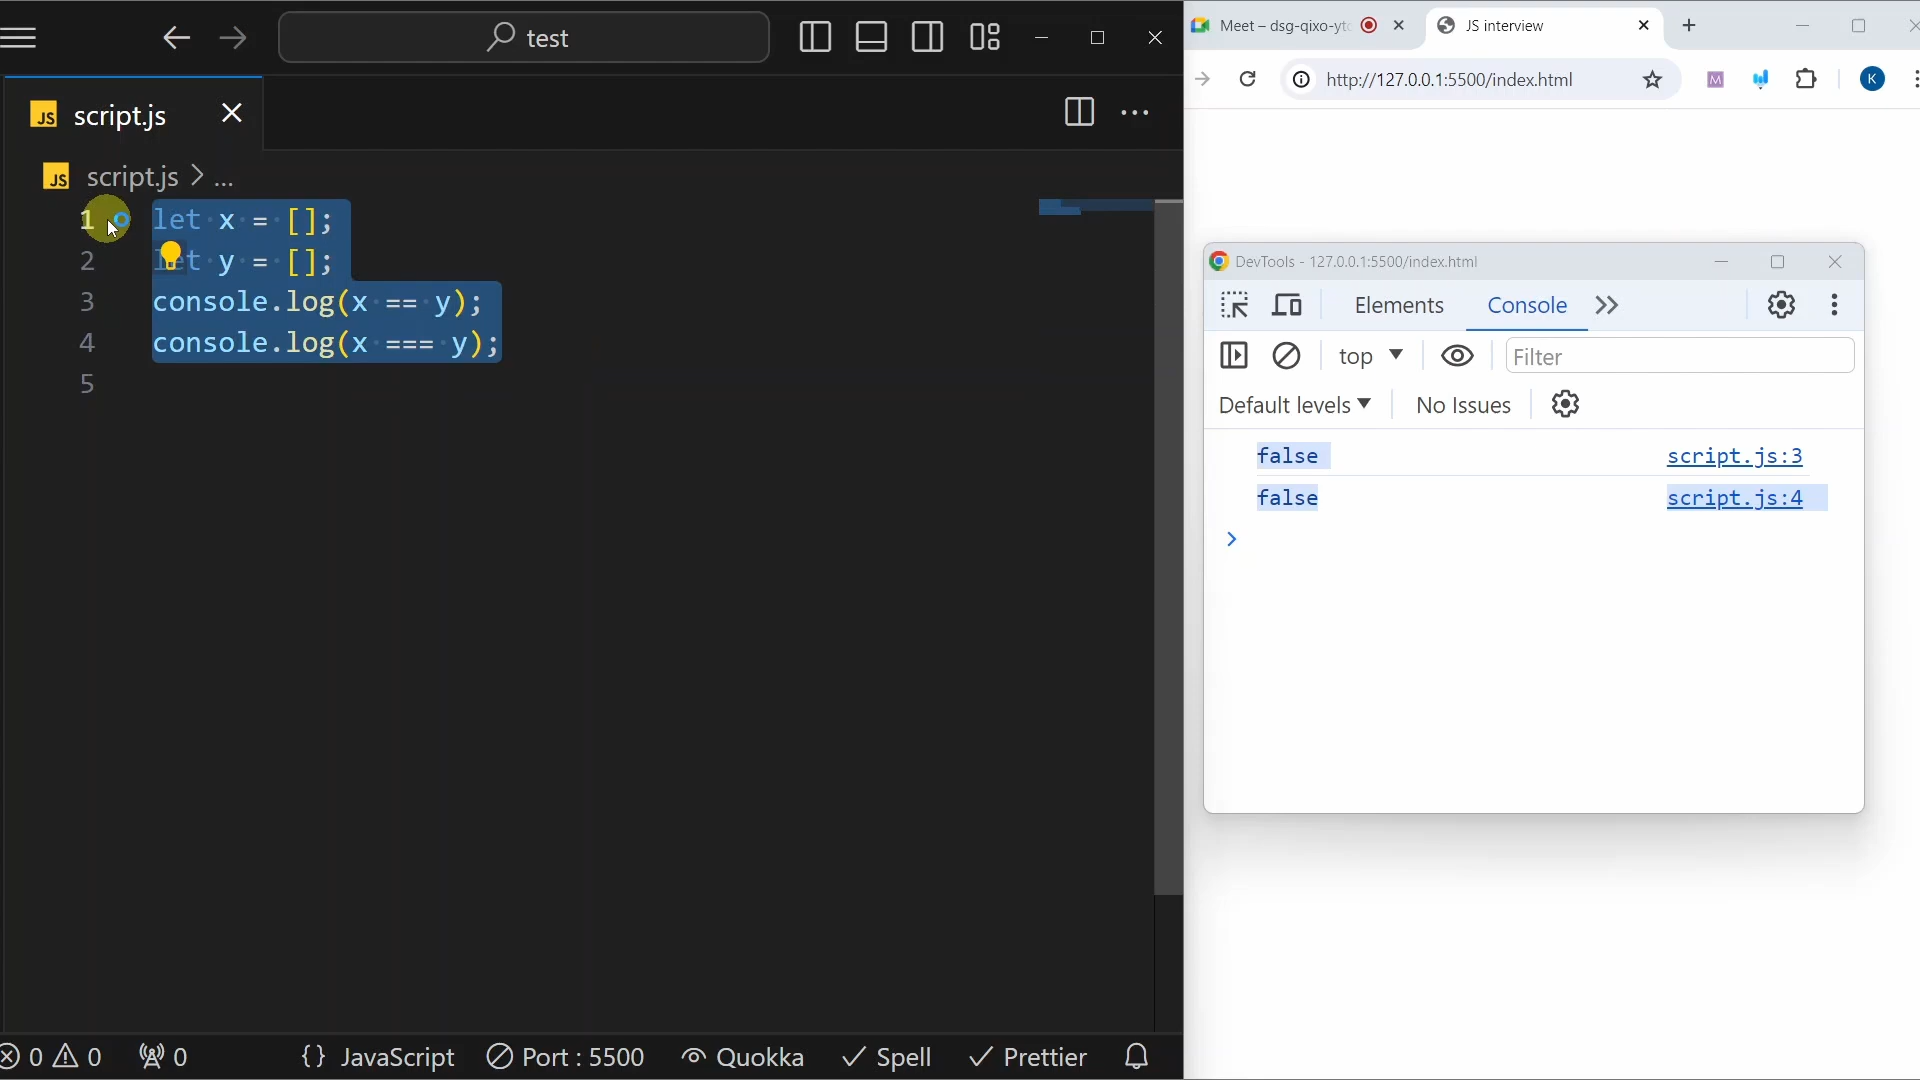 test
JS script.js
JS script.js > ...
1 let x = [];
2 let y = [];
3 console.log(x == y);
4 console.log(x === y);
5
0 0 0 {} JavaScript Port : 5500 Quokka Spell Prettier
Meet – dsg-qixo-ytc
JS interview
http://127.0.0.1:5500/index.html
M
K
DevTools - 127.0.0.1:5500/index.html
Elements Console
top Filter
Default levels No Issues
false script.js:3
false script.js:4